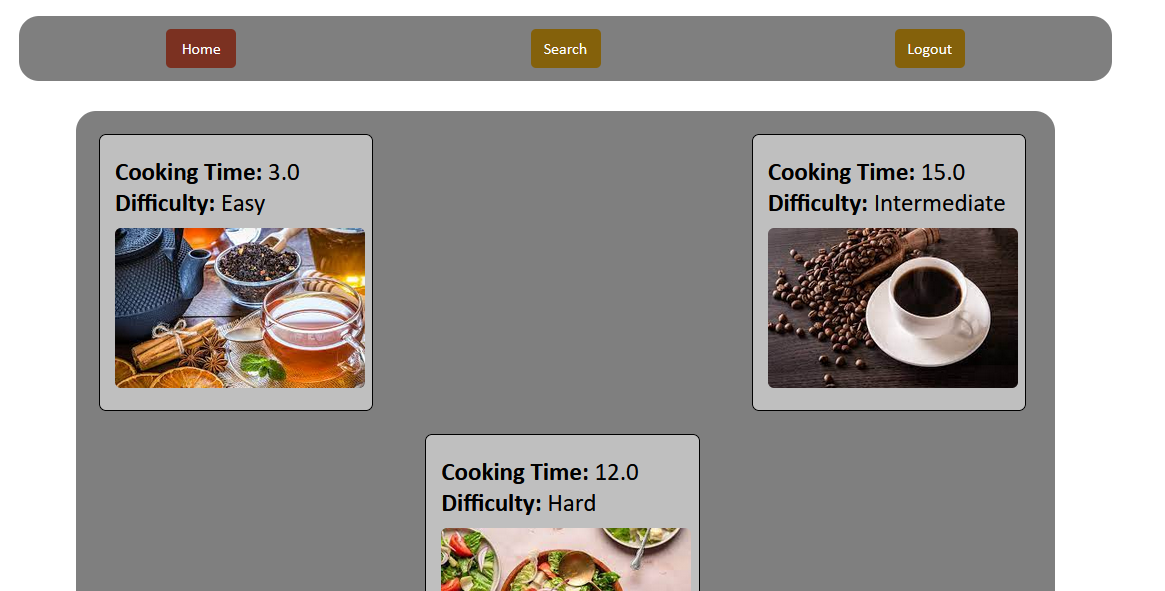 Home
Search
Logout
Cooking Time: 3.0
Difficulty: Easy
Cooking Time: 15.0
Difficulty: Intermediate
Cooking Time: 12.0
Difficulty: Hard